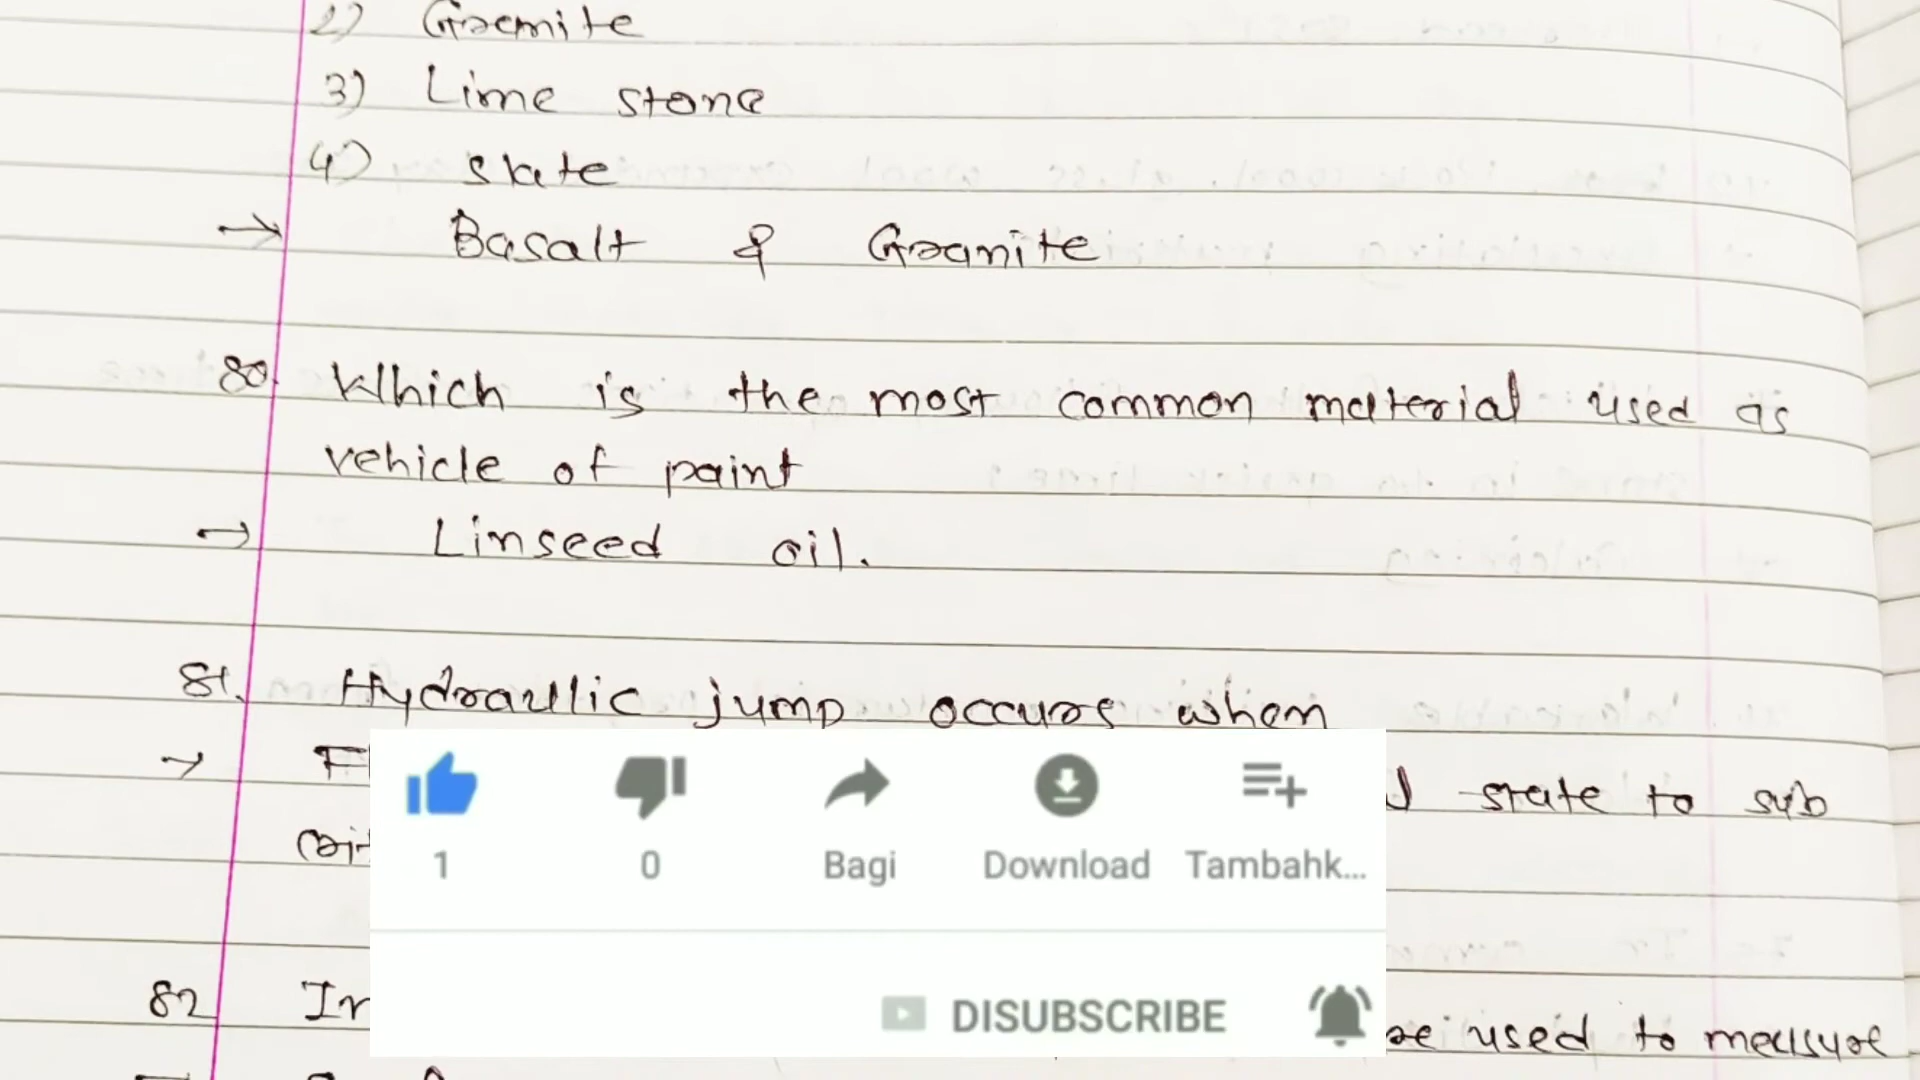 2) Granite
3) Lime stone
4) Slate
→ Basalt & Granite
80. Which is the most common material used as
vehicle of paint
→ Linseed oil.
81. Hydraulic jump occurs when
→ state to sub
82 used to measure
1 0 Bagi Download Tambahk...
DISUBSCRIBE